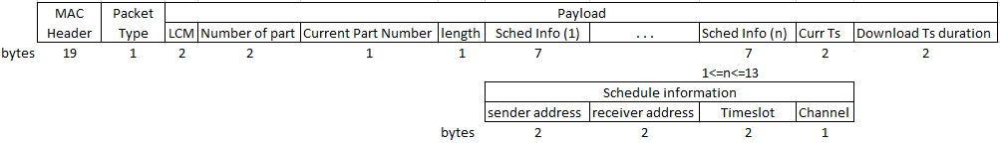 MAC Header Packet Type Payload
LCM Number of part Current Part Number length Sched Info (1) . . . Sched Info (n) Curr Ts Download Ts duration
bytes 19 1 2 2 1 1 7 7 2 2
1<=n<=13
Schedule information
sender address receiver address Timeslot Channel
bytes 2 2 2 1